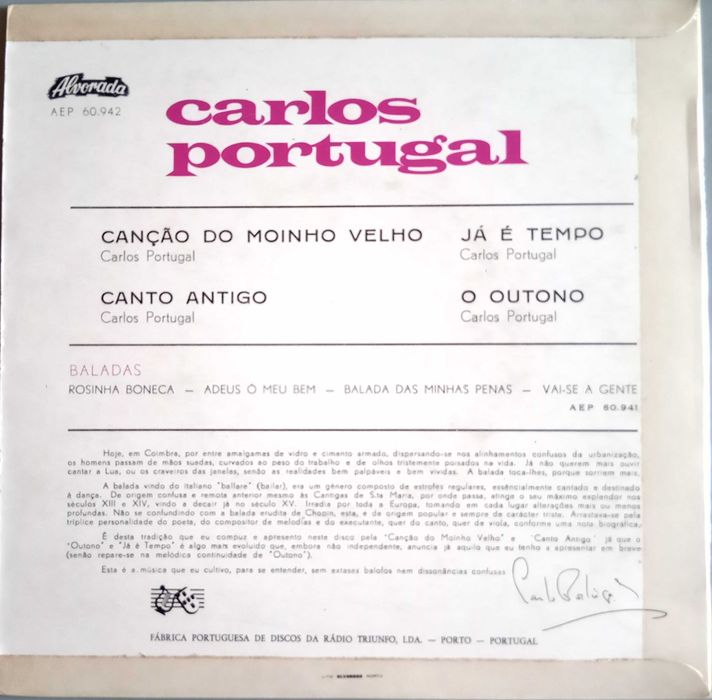 Alvorada
AEP 60.942
carlos
portugal
CANÇÃO DO MOINHO VELHO
Carlos Portugal
JÁ É TEMPO
Carlos Portugal
CANTO ANTIGO
Carlos Portugal
O OUTONO
Carlos Portugal
BALADAS
ROSINHA BONECA — ADEUS Ó MEU BEM — BALADA DAS MINHAS PENAS — VAI-SE A GENTE
AEP 60.941
Hoje, em Coimbra, por entre amalgamas de vidro e cimento armado, dispersando-se nos alinhamentos confusos da urbanização,
os homens passam de mãos suadas, curvados ao peso do trabalho e de olhos tristemente poisados na vida. Já não querem mais ouvir
cantar a Lua, ou os craveiros das janelas, senão as realidades bem palpáveis e bem vividas. A balada toca-lhes, porque sorriem mais.
A balada vindo do italiano "ballare" (bailar), era um género composto de estrofes regulares, essêncialmente cantado e destinado
à dança. De origem confusa e remota anterior mesmo às Cantigas de S.ta Maria, por onde passa, atinge o seu máximo explendor nos
séculos XIII e XIV, vindo a decair já no século XV. Irradia por toda a Europa, tomando em cada lugar alterações mais ou menos
profundas. Não se confundindo com a balada erudita de Chopin, esta, é de origem popular e sempre de carácter triste. Arrastava-se pela
tríplice personalidade do poeta, do compositor de melodias e do executante, quer do canto, quer de viola, conforme uma nota biográfica.
É desta tradição que eu compuz e apresento neste disco pela "Canção do Moinho Velho" e "Canto Antigo" já que o
"Outono" e "Já é Tempo" é algo mais evoluído que, embora não independente, anuncia já aquilo que eu tenho a apresentar em breve
(senão repare-se na melódica continuidade de "Outono").
Esta é a música que eu cultivo, para se entender, sem extases balofos nem dissonâncias confusas
FÁBRICA PORTUGUESA DE DISCOS DA RÁDIO TRIUNFO, LDA. — PORTO — PORTUGAL
ALVORADA